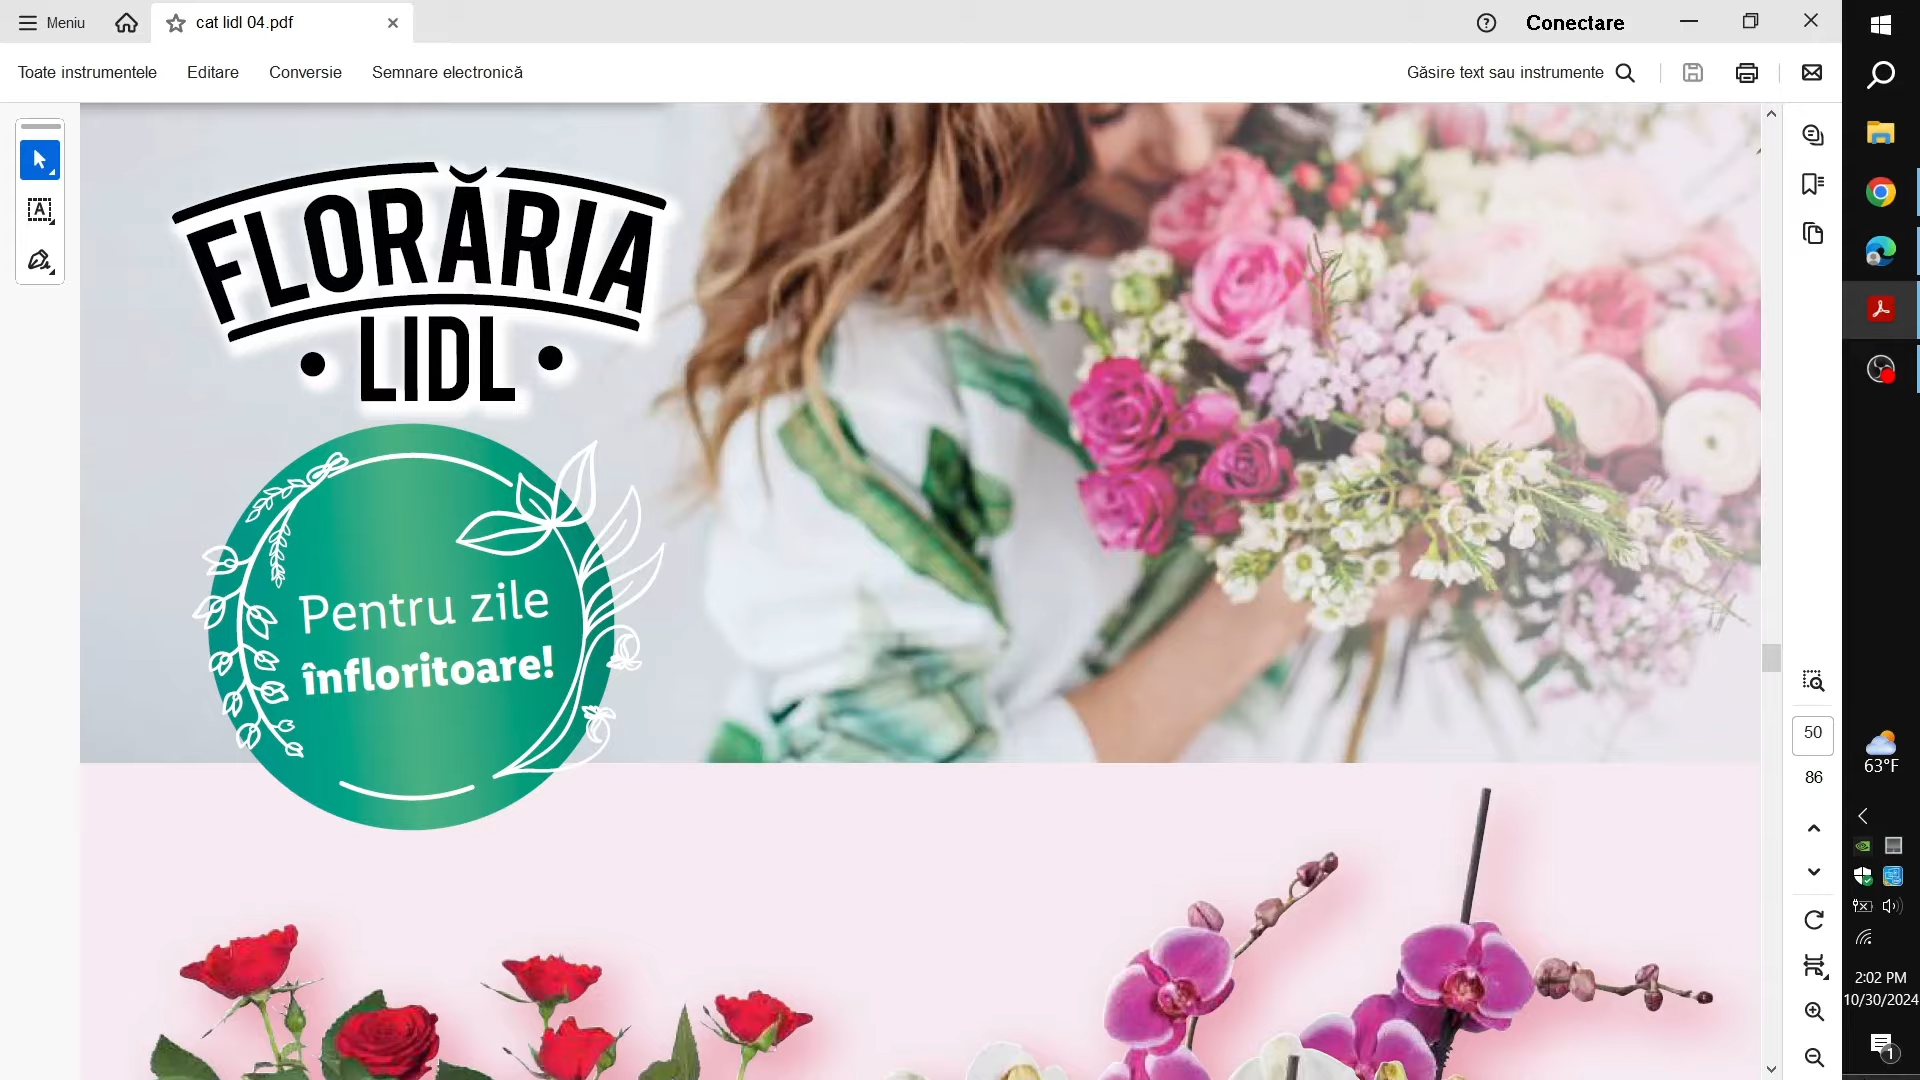 Meniu
cat lidl 04.pdf
Conectare
Toate instrumentele
Editare
Conversie
Semnare electronică
Găsire text sau instrumente
FLORĂRIA
LIDL
Pentru zile
înfloritoare!
50
86
63°F
2:02 PM
10/30/2024
1